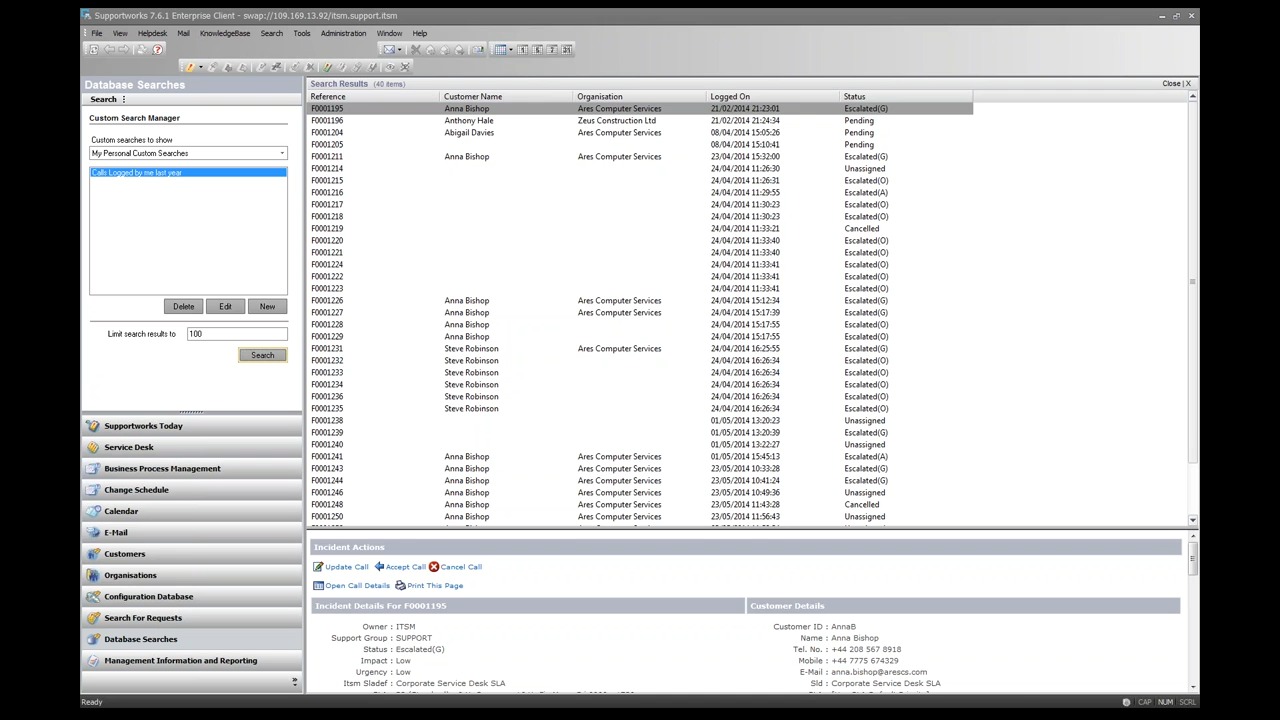 Supportworks 7.6.1 Enterprise Client - swap://109.169.13.92/itsm.support.itsm
File View Helpdesk Mail KnowledgeBase Search Tools Administration Window Help
Database Searches
Search
Custom Search Manager
Custom searches to show
My Personal Custom Searches
Calls Logged by me last year
Delete Edit New
Limit search results to 100
Search
Supportworks Today
Service Desk
Business Process Management
Change Schedule
Calendar
E-Mail
Customers
Organisations
Configuration Database
Search For Requests
Database Searches
Management Information and Reporting
Search Results (40 items) Close | X
Reference Customer Name Organisation Logged On Status
F0001195 Anna Bishop Ares Computer Services 21/02/2014 21:23:01 Escalated(G)
F0001196 Anthony Hale Zeus Construction Ltd 21/02/2014 21:24:34 Pending
F0001204 Abigail Davies Ares Computer Services 08/04/2014 15:05:26 Pending
F0001205 08/04/2014 15:10:41 Pending
F0001211 Anna Bishop Ares Computer Services 23/04/2014 15:32:00 Escalated(G)
F0001214 24/04/2014 11:26:30 Unassigned
F0001215 24/04/2014 11:26:31 Escalated(O)
F0001216 24/04/2014 11:29:55 Escalated(A)
F0001217 24/04/2014 11:30:23 Escalated(O)
F0001218 24/04/2014 11:30:23 Escalated(O)
F0001219 24/04/2014 11:33:21 Cancelled
F0001220 24/04/2014 11:33:40 Escalated(O)
F0001221 24/04/2014 11:33:40 Escalated(O)
F0001224 24/04/2014 11:33:41 Escalated(O)
F0001222 24/04/2014 11:33:41 Escalated(O)
F0001223 24/04/2014 11:33:41 Escalated(O)
F0001226 Anna Bishop Ares Computer Services 24/04/2014 15:12:34 Escalated(G)
F0001227 Anna Bishop Ares Computer Services 24/04/2014 15:17:39 Escalated(G)
F0001228 Anna Bishop 24/04/2014 15:17:55 Escalated(O)
F0001229 Anna Bishop 24/04/2014 15:17:55 Escalated(O)
F0001231 Steve Robinson Ares Computer Services 24/04/2014 16:25:55 Escalated(G)
F0001232 Steve Robinson 24/04/2014 16:26:34 Escalated(O)
F0001233 Steve Robinson 24/04/2014 16:26:34 Escalated(O)
F0001234 Steve Robinson 24/04/2014 16:26:34 Escalated(O)
F0001236 Steve Robinson 24/04/2014 16:26:34 Escalated(O)
F0001235 Steve Robinson 24/04/2014 16:26:34 Escalated(O)
F0001238 01/05/2014 13:20:23 Unassigned
F0001239 01/05/2014 13:20:39 Escalated(G)
F0001240 01/05/2014 13:22:27 Unassigned
F0001241 Anna Bishop Ares Computer Services 01/05/2014 15:45:13 Escalated(A)
F0001243 Anna Bishop Ares Computer Services 23/05/2014 10:33:28 Escalated(G)
F0001244 Anna Bishop Ares Computer Services 23/05/2014 10:41:24 Escalated(G)
F0001246 Anna Bishop Ares Computer Services 23/05/2014 10:49:36 Unassigned
F0001248 Anna Bishop Ares Computer Services 23/05/2014 11:43:28 Cancelled
F0001250 Anna Bishop Ares Computer Services 23/05/2014 11:56:43 Unassigned
Incident Actions
Update Call Accept Call Cancel Call
Open Call Details Print This Page
Incident Details For F0001195
Owner : ITSM
Support Group : SUPPORT
Status : Escalated(G)
Impact : Low
Urgency : Low
Itsm Sladef : Corporate Service Desk SLA
Customer Details
Customer ID : AnnaB
Name : Anna Bishop
Tel. No. : +44 208 567 8918
Mobile : +44 7775 674329
E-Mail : anna.bishop@arescs.com
Sld : Corporate Service Desk SLA
Ready CAP NUM SCRL